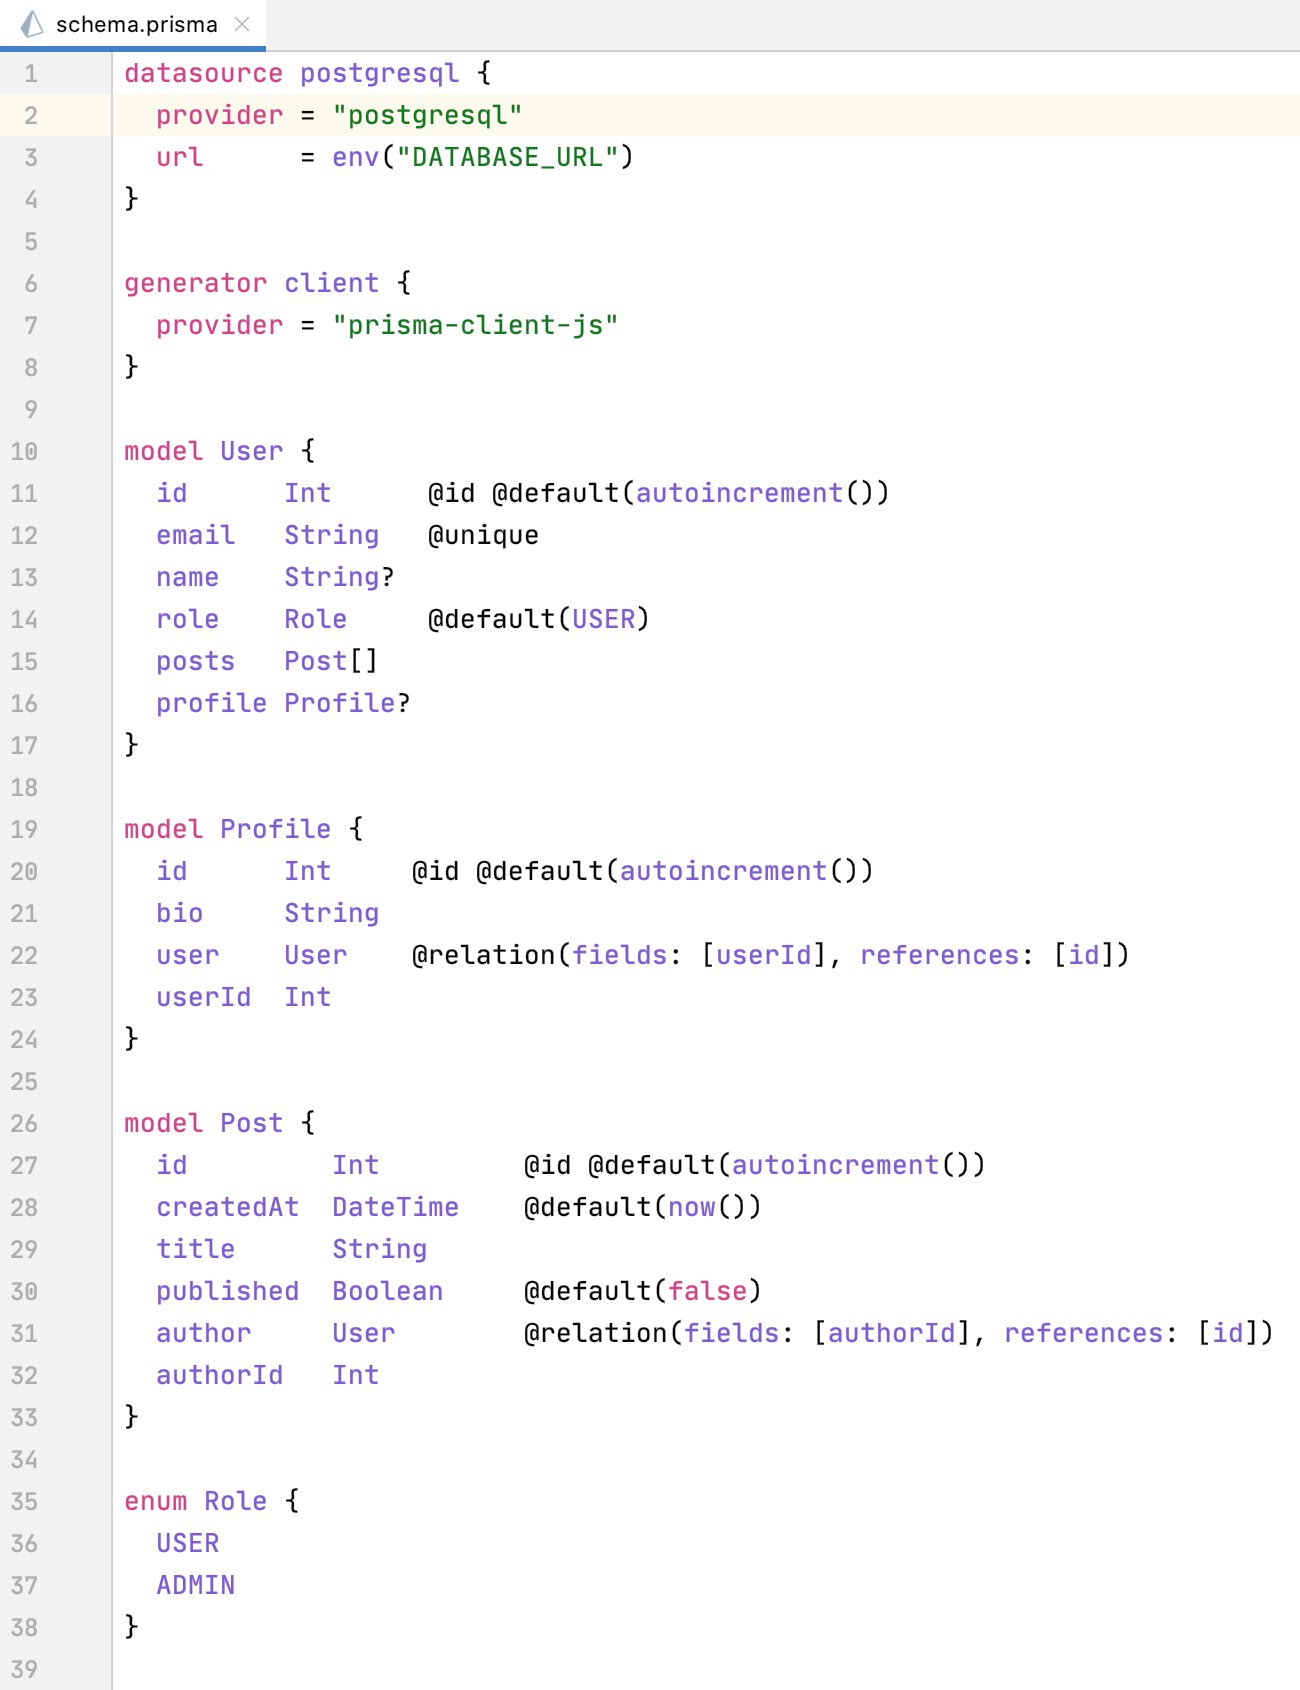 schema.prisma
1 datasource postgresql {
2   provider = "postgresql"
3   url      = env("DATABASE_URL")
4 }
5
6 generator client {
7   provider = "prisma-client-js"
8 }
9
10 model User {
11   id      Int      @id @default(autoincrement())
12   email   String   @unique
13   name    String?
14   role    Role     @default(USER)
15   posts   Post[]
16   profile Profile?
17 }
18
19 model Profile {
20   id      Int     @id @default(autoincrement())
21   bio     String
22   user    User    @relation(fields: [userId], references: [id])
23   userId  Int
24 }
25
26 model Post {
27   id         Int         @id @default(autoincrement())
28   createdAt  DateTime    @default(now())
29   title      String
30   published  Boolean     @default(false)
31   author     User        @relation(fields: [authorId], references: [id])
32   authorId   Int
33 }
34
35 enum Role {
36   USER
37   ADMIN
38 }
39